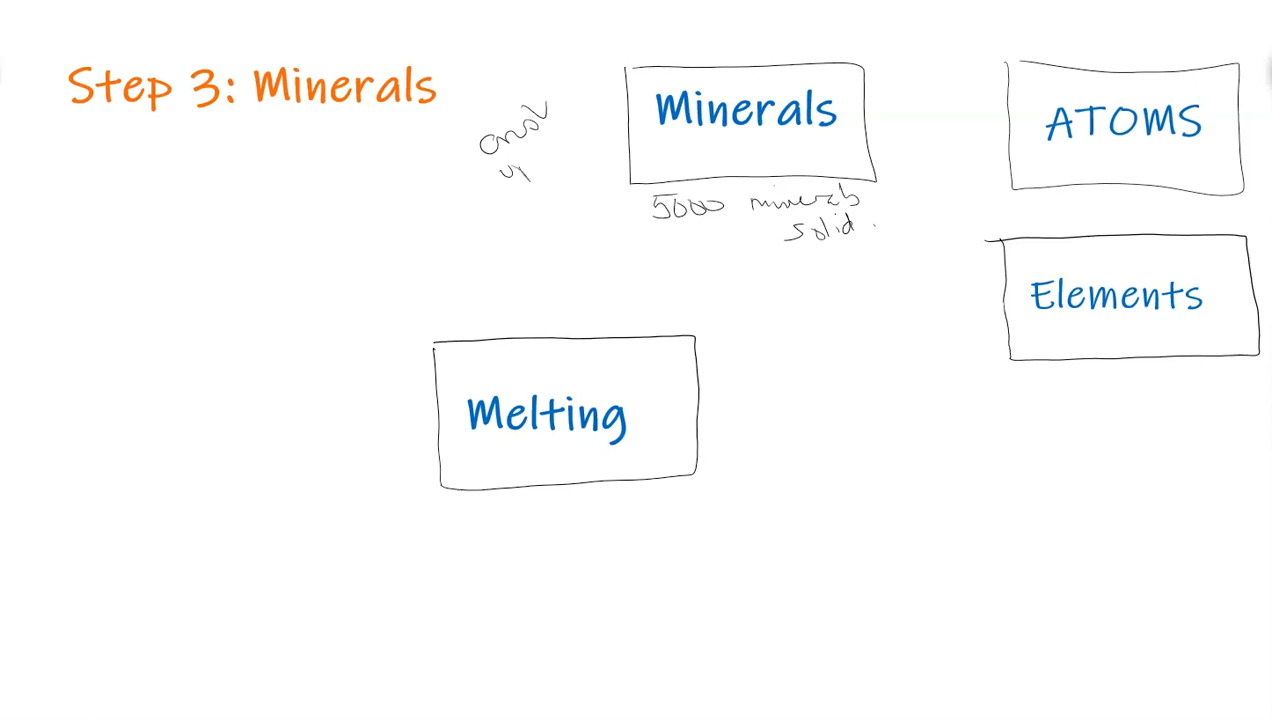 Step 3: Minerals
Minerals
5000 minerals
solid.
ATOMS
Elements
Melting